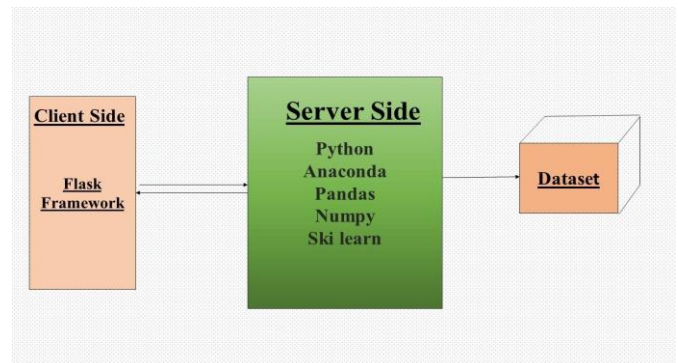 Client Side
Flask
Framework
Server Side
Python
Anaconda
Pandas
Numpy
Ski learn
Dataset